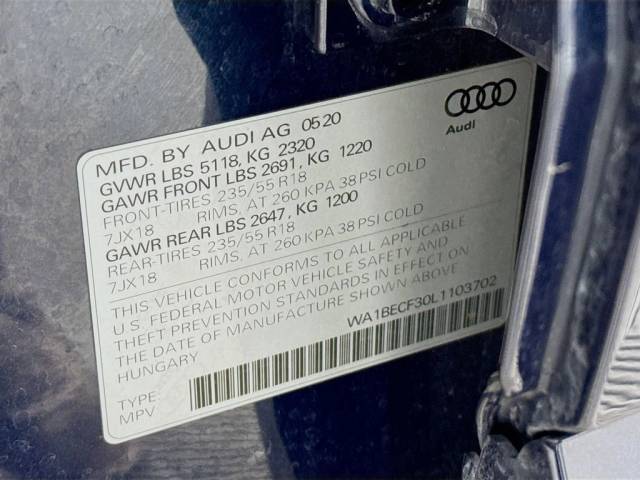 MFD. BY AUDI AG 0520
GVWR LBS 5118, KG 2320
GAWR FRONT LBS 2691, KG 1220
FRONT-TIRES 235/55 R18
7JX18 RIMS, AT 260 KPA 38 PSI COLD
GAWR REAR LBS 2647, KG 1200
REAR-TIRES 235/55 R18
7JX18 RIMS, AT 260 KPA 38 PSI COLD
THIS VEHICLE CONFORMS TO ALL APPLICABLE
U.S. FEDERAL MOTOR VEHICLE SAFETY AND
THEFT PREVENTION STANDARDS IN EFFECT ON
THE DATE OF MANUFACTURE SHOWN ABOVE
HUNGARY
WA1BECF30L1103702
TYPE:
MPV
Audi